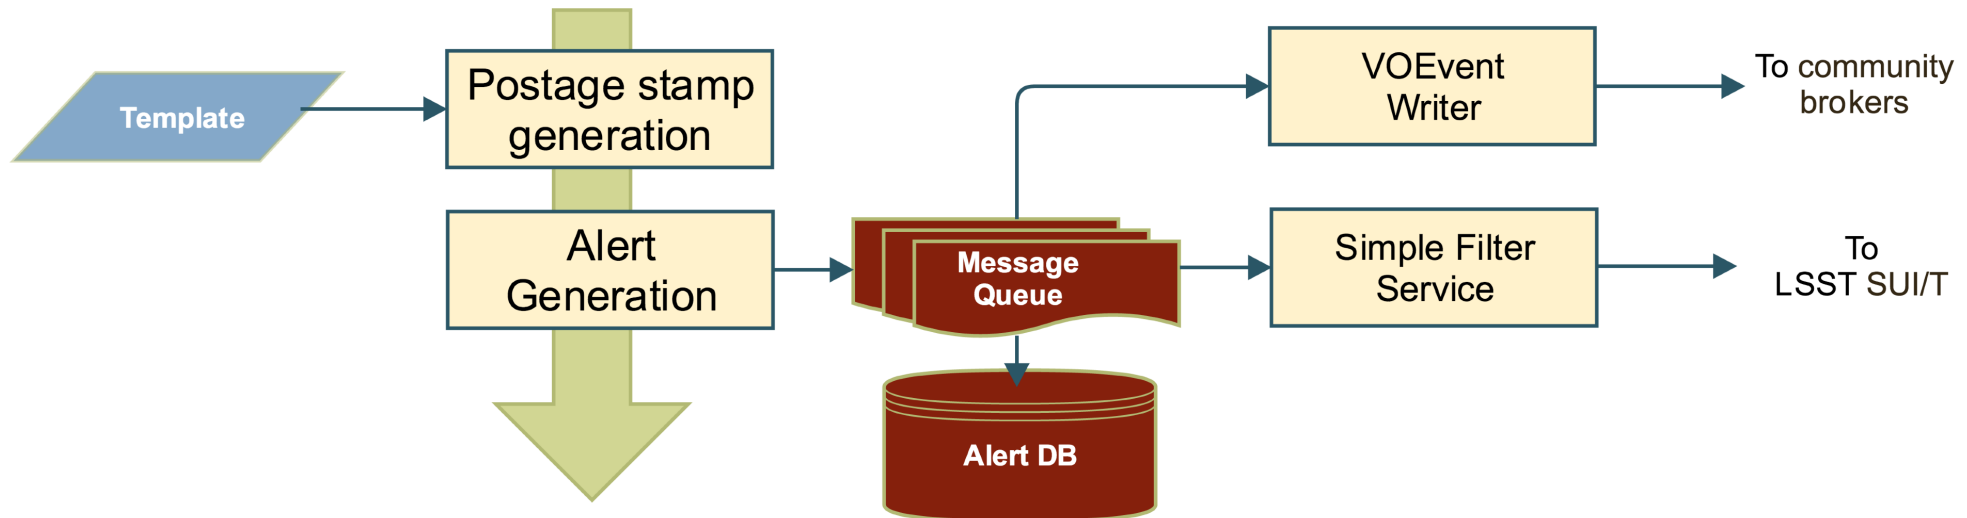 Template
Postage stamp
generation
Alert
Generation
Message
Queue
Alert DB
VOEvent
Writer
To community
brokers
Simple Filter
Service
To
LSST SUI/T